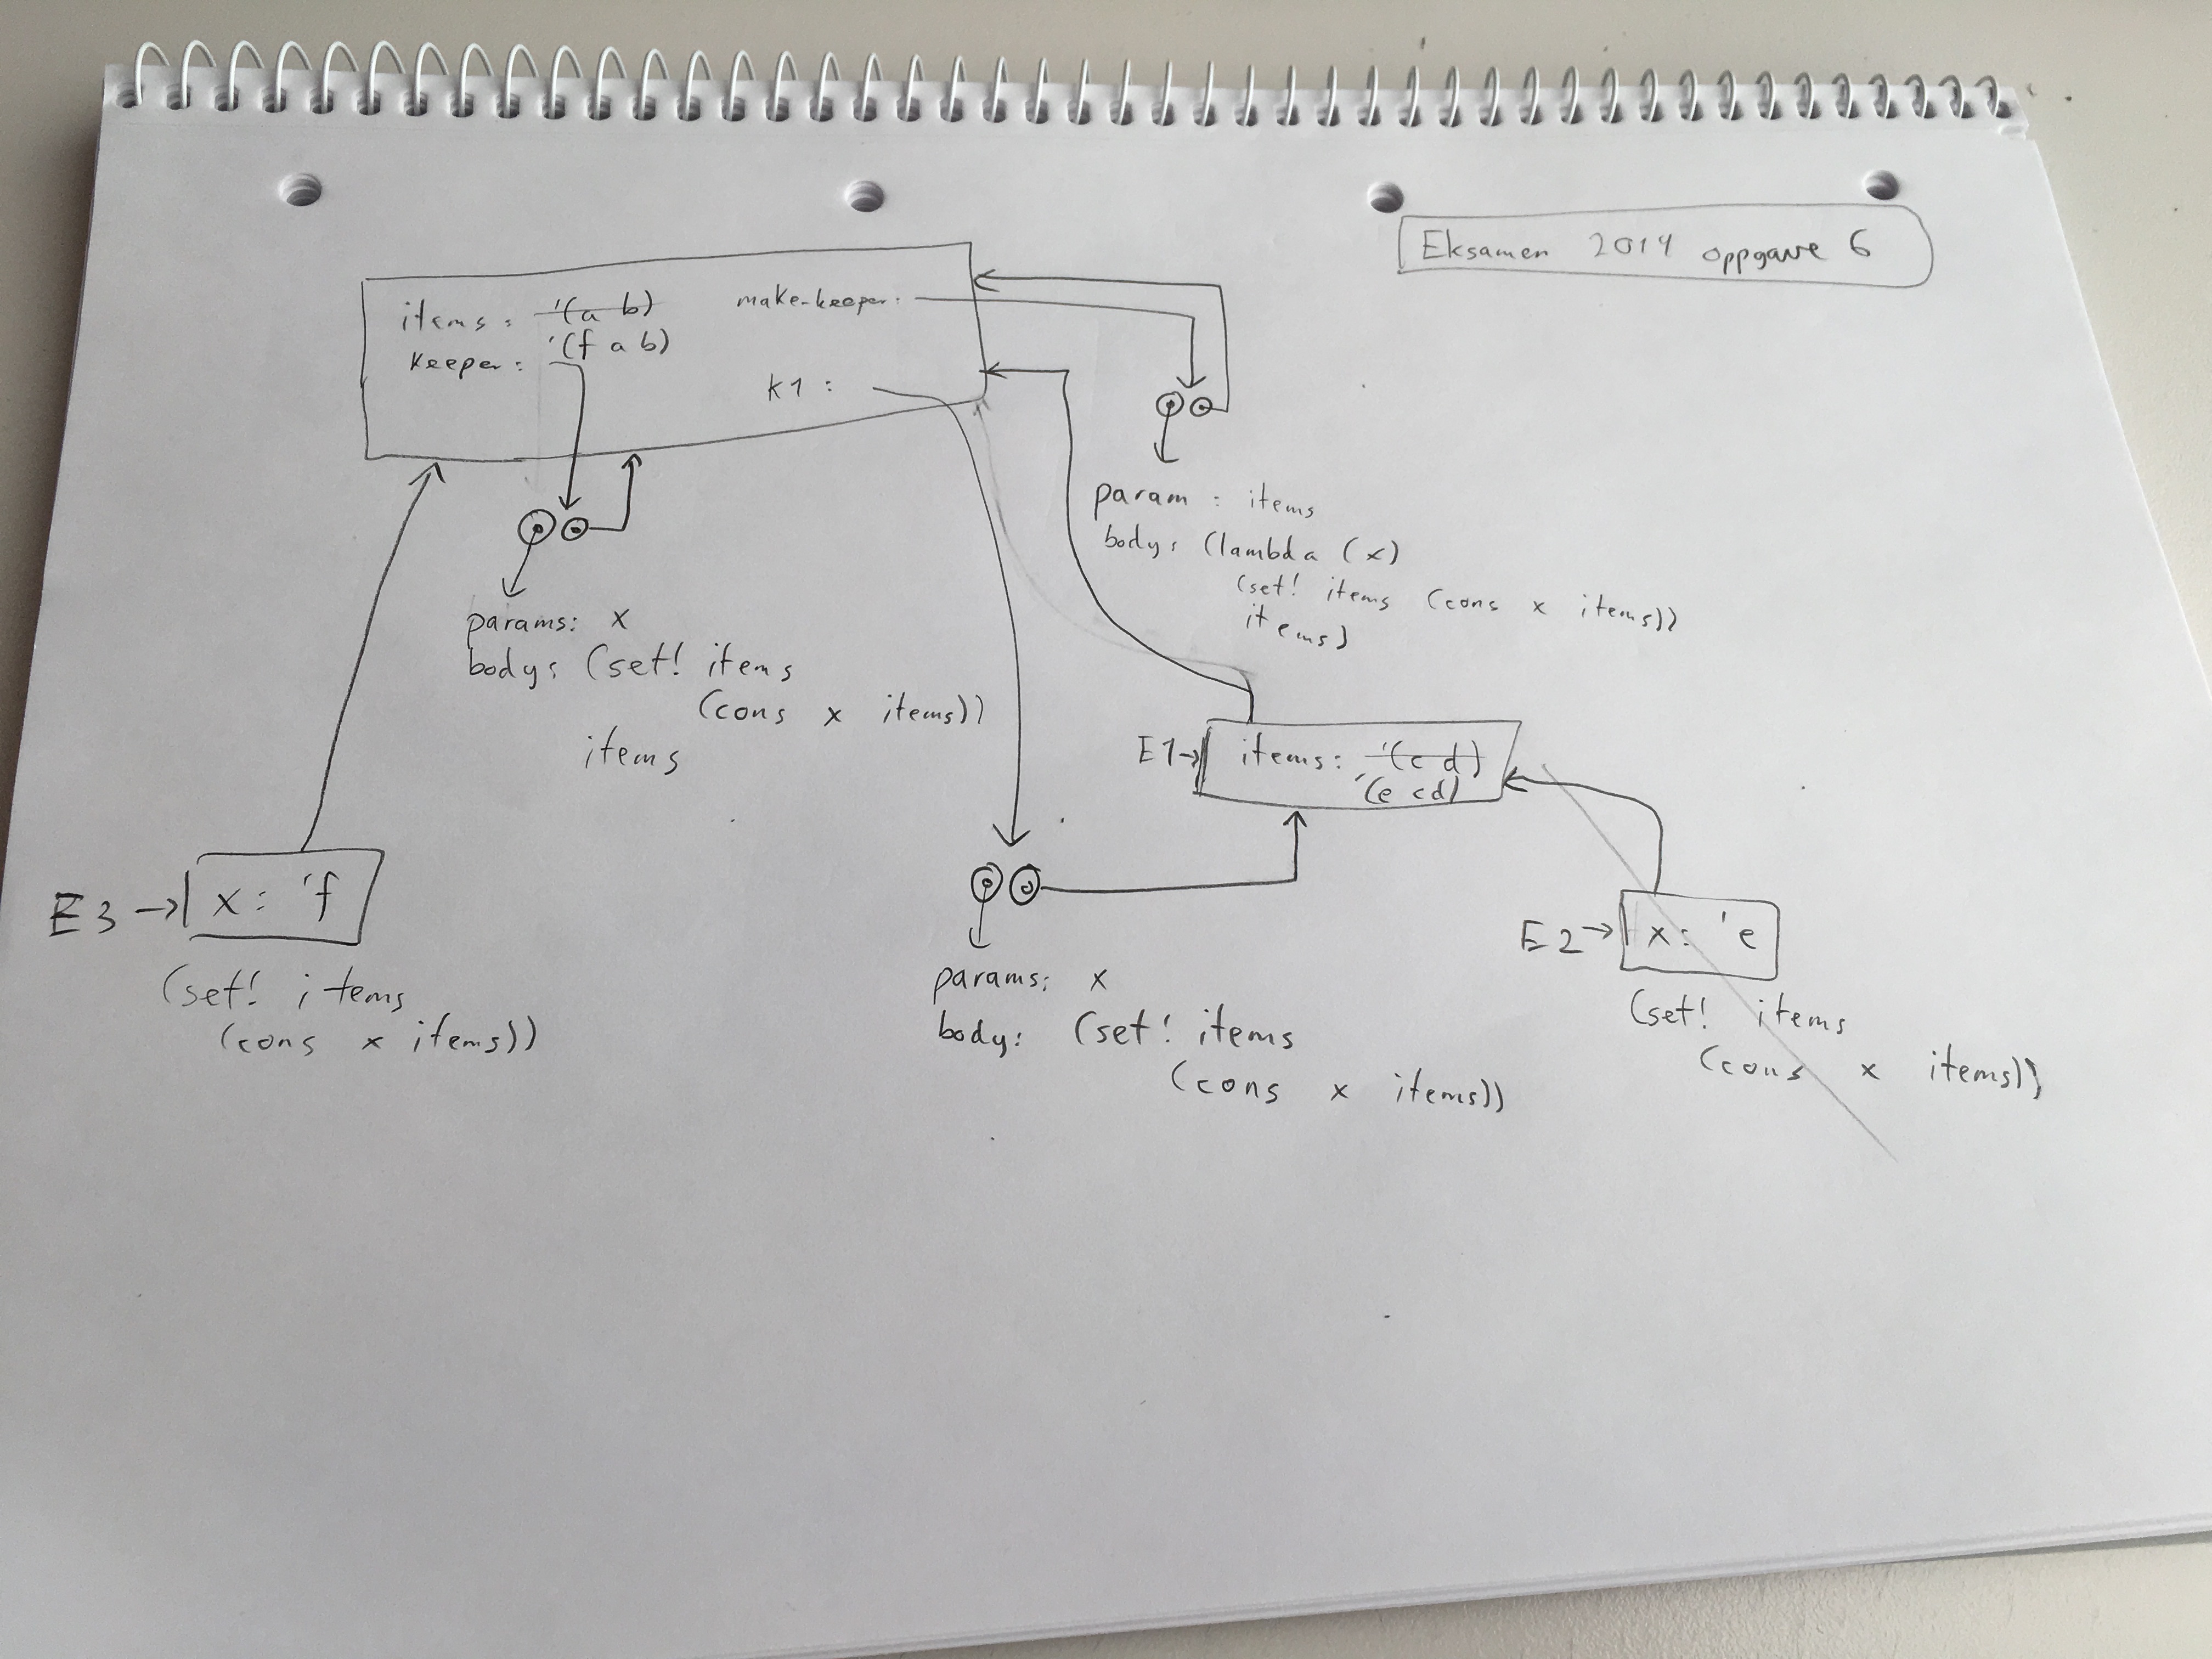 Eksamen 2014 oppgave 6
items: '(a b)
'(f a b)
keeper:
make-keeper:
k1:
param: items
body: (lambda (x)
(set! items (cons x items))
items)
params: x
body: (set! items
(cons x items))
items
E1→ items: '(c d)
'(e c d)
E3→ x: 'f
(set! items
(cons x items))
params: x
body: (set! items
(cons x items))
E2→ x: 'e
(set! items
(cons x items))